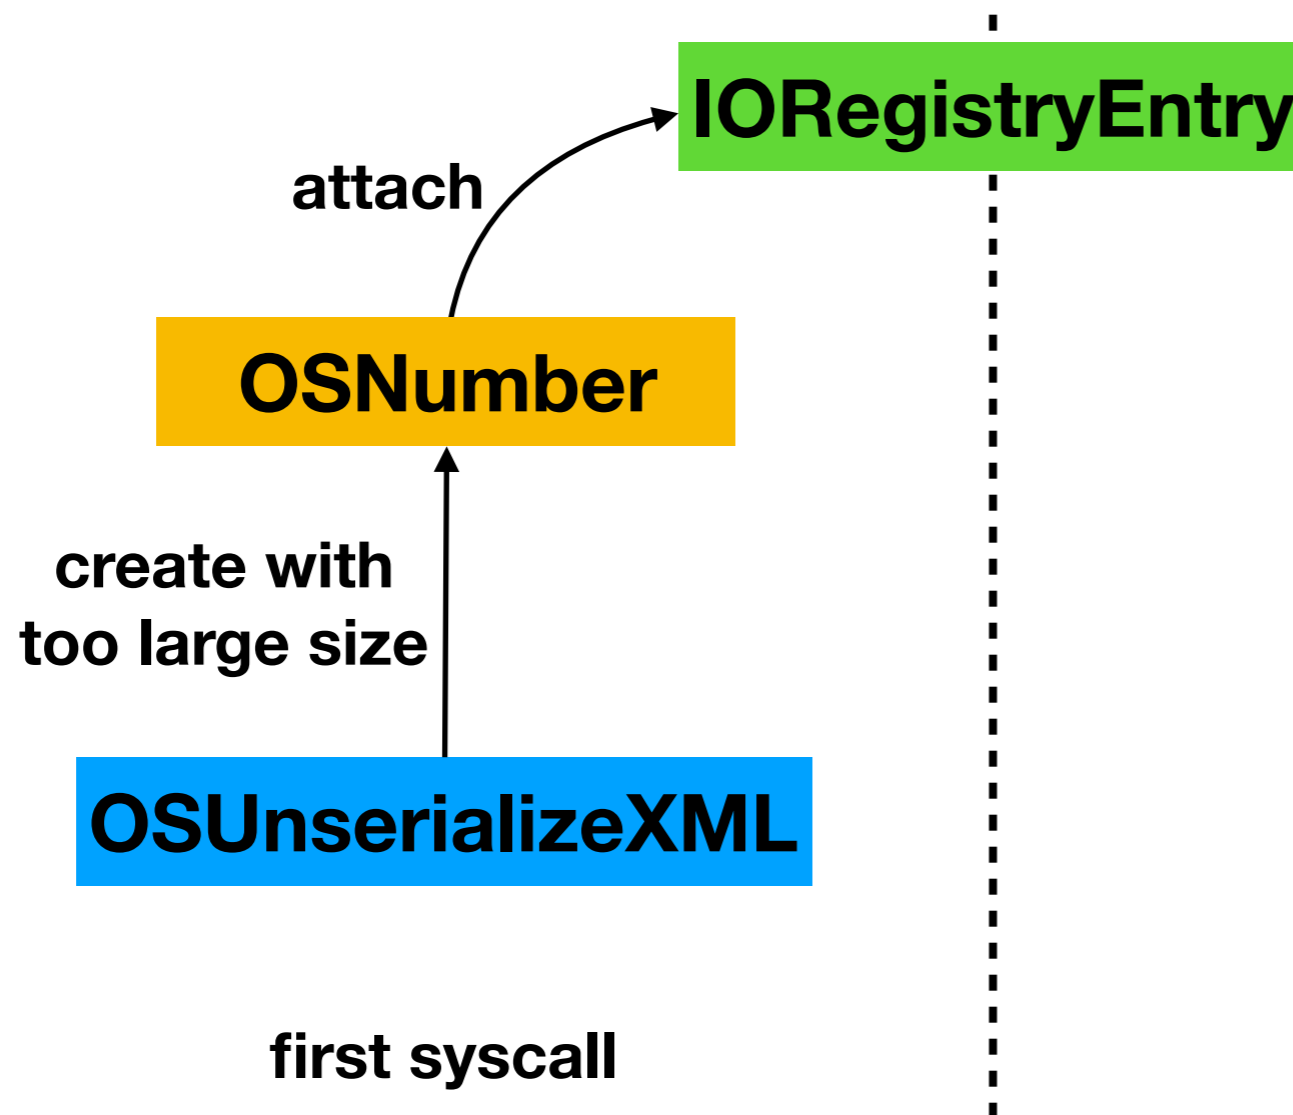 IORegistryEntry
attach
OSNumber
create with
too large size
OSUnserializeXML
first syscall